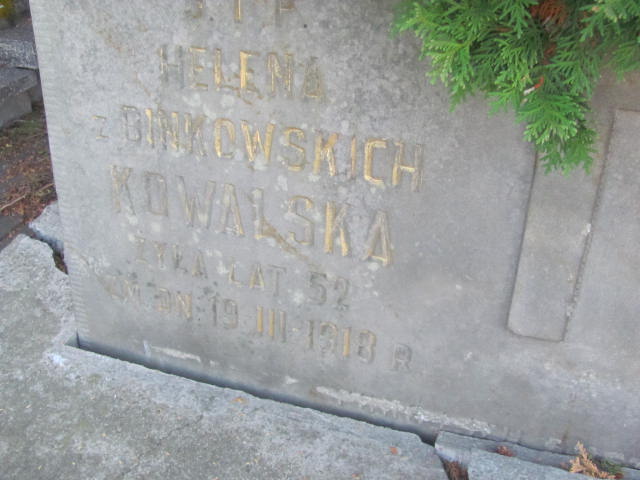 Ś P
HELENA
z BINKOWSKICH
KOWALSKA
ŻYŁA LAT 52
ZM. DN. 19 III 1918 R